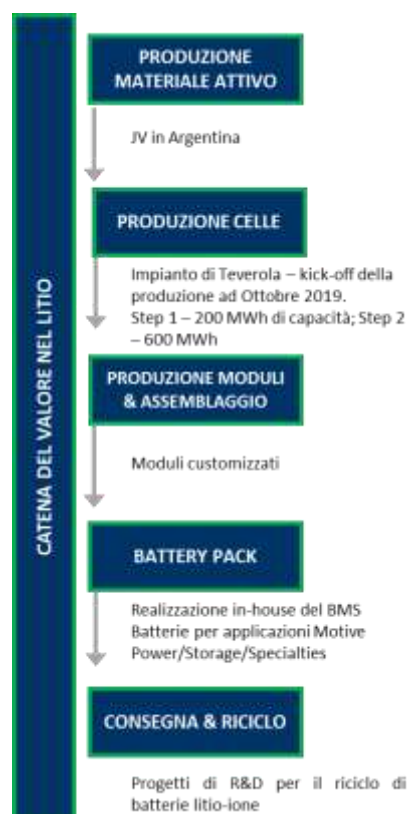 CATENA DEL VALORE NEL LITIO
PRODUZIONE
MATERIALE ATTIVO
JV in Argentina
PRODUZIONE CELLE
Impianto di Teverola – kick-off della
produzione ad Ottobre 2019.
Step 1 – 200 MWh di capacità; Step 2
– 600 MWh
PRODUZIONE MODULI
& ASSEMBLAGGIO
Moduli customizzati
BATTERY PACK
Realizzazione in-house del BMS
Batterie per applicazioni Motive
Power/Storage/Specialties
CONSEGNA & RICICLO
Progetti di R&D per il riciclo di
batterie litio-ione